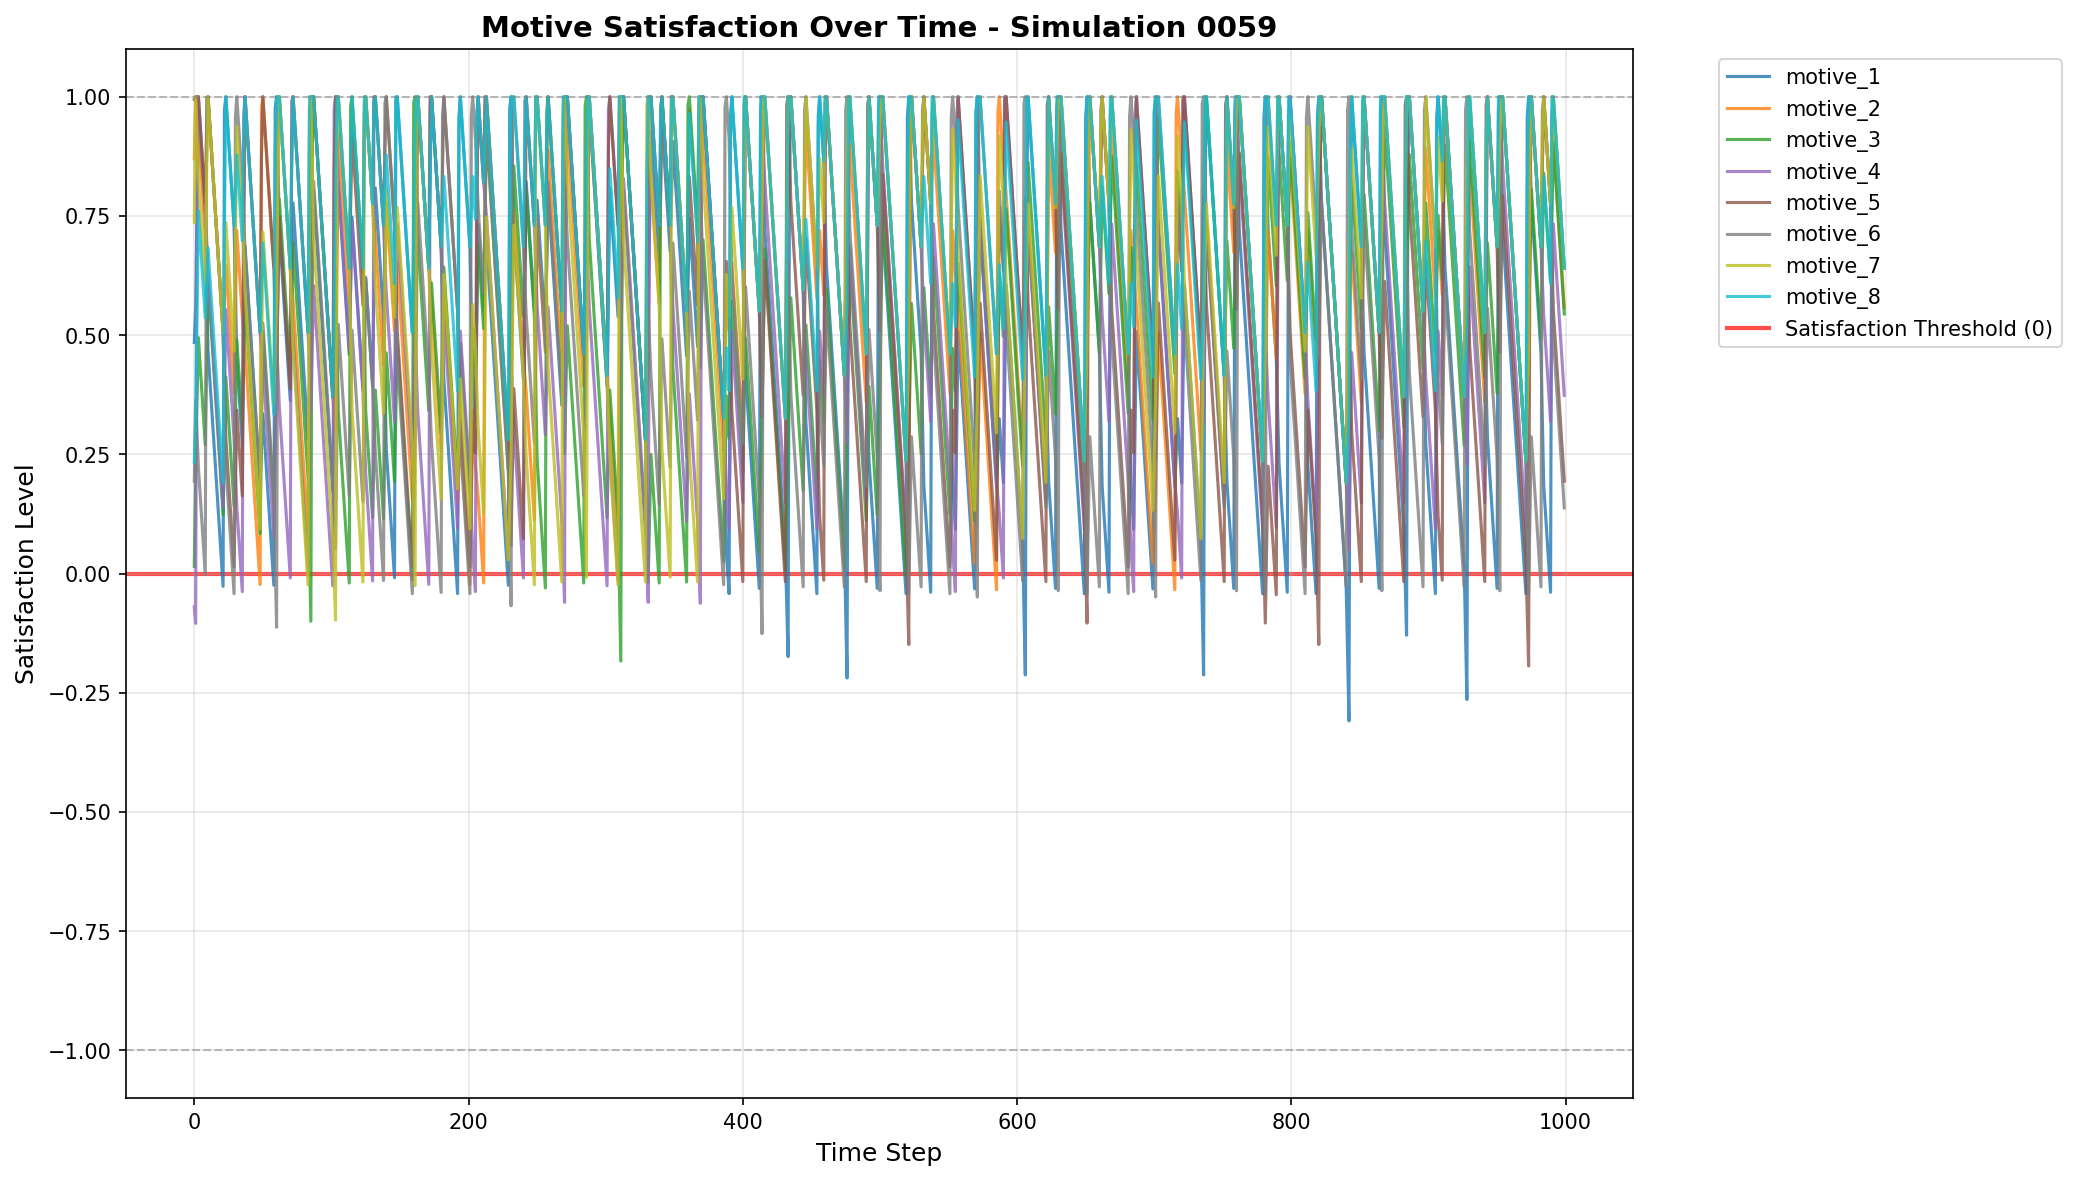 Motive Satisfaction Over Time - Simulation 0059
1.00
0.75
0.50
0.25
0.00
−0.25
−0.50
−0.75
−1.00
Satisfaction Level
0
200
400
600
800
1000
Time Step
motive_1
motive_2
motive_3
motive_4
motive_5
motive_6
motive_7
motive_8
Satisfaction Threshold (0)